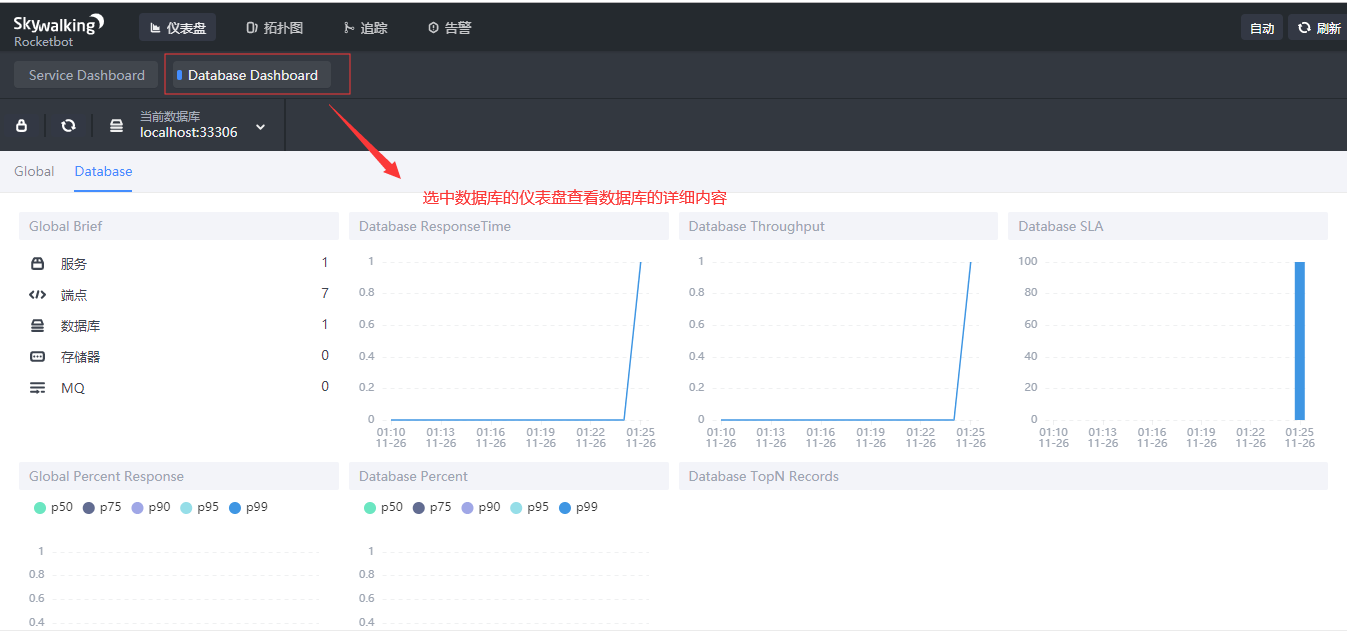 Skywalking
Rocketbot
仪表盘
拓扑图
追踪
告警
自动
刷新
Service Dashboard
Database Dashboard
当前数据库
localhost:33306
Global
Database
选中数据库的仪表盘查看数据库的详细内容
Global Brief
服务 1
端点 7
数据库 1
存储器 0
MQ 0
Database ResponseTime
1
0.8
0.6
0.4
0.2
0
01:10 01:13 01:16 01:19 01:22 01:25
11-26 11-26 11-26 11-26 11-26 11-26
Database Throughput
1
0.8
0.6
0.4
0.2
0
01:10 01:13 01:16 01:19 01:22 01:25
11-26 11-26 11-26 11-26 11-26 11-26
Database SLA
100
80
60
40
20
0
01:10 01:13 01:16 01:19 01:22 01:25
11-26 11-26 11-26 11-26 11-26 11-26
Global Percent Response
p50 p75 p90 p95 p99
1
0.8
0.6
0.4
Database Percent
p50 p75 p90 p95 p99
1
0.8
0.6
0.4
Database TopN Records